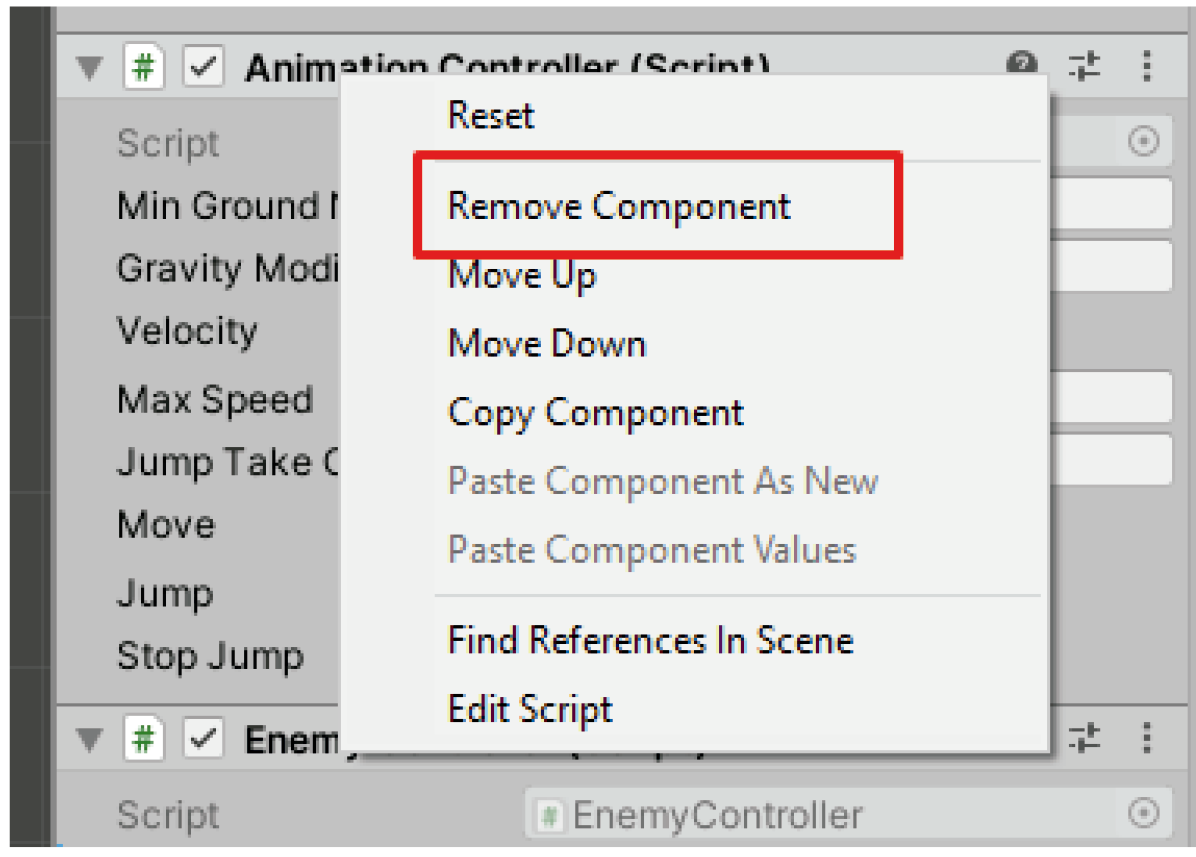 Animation Controller (Script)
Reset
Script
Remove Component
Min Ground
Gravity Modi
Move Up
Velocity
Move Down
Max Speed
Copy Component
Jump Take
Paste Component As New
Move
Paste Component Values
Jump
Find References In Scene
Stop Jump
Edit Script
Enem
Script
# EnemyController